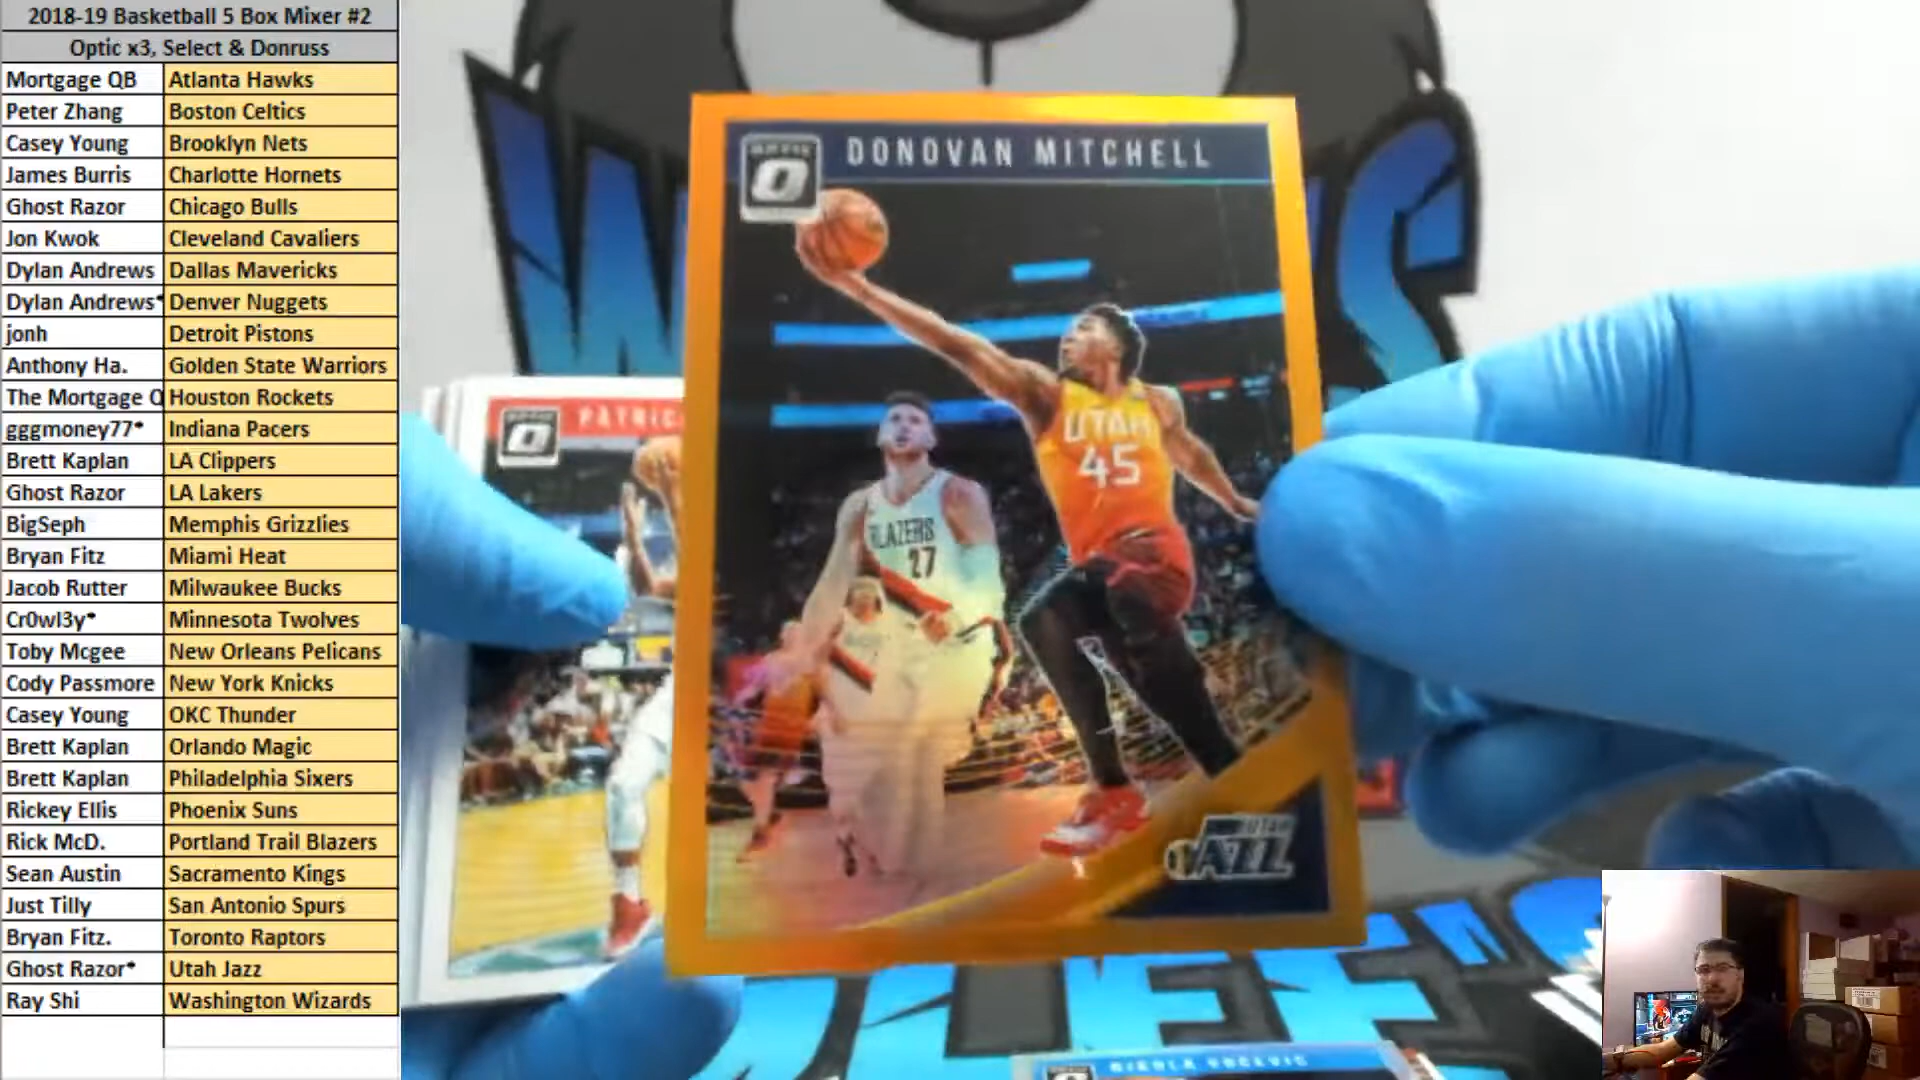 2018-19 Basketball 5 Box Mixer #2
Optic x3, Select & Donruss
Mortgage QB Atlanta Hawks
Peter Zhang Boston Celtics
Casey Young Brooklyn Nets
James Burris Charlotte Hornets
Ghost Razor Chicago Bulls
Jon Kwok Cleveland Cavaliers
Dylan Andrews Dallas Mavericks
Dylan Andrews* Denver Nuggets
jonh Detroit Pistons
Anthony Ha. Golden State Warriors
The Mortgage Q Houston Rockets
gggmoney77* Indiana Pacers
Brett Kaplan LA Clippers
Ghost Razor LA Lakers
BigSeph Memphis Grizzlies
Bryan Fitz Miami Heat
Jacob Rutter Milwaukee Bucks
Cr0wl3y* Minnesota Twolves
Toby Mcgee New Orleans Pelicans
Cody Passmore New York Knicks
Casey Young OKC Thunder
Brett Kaplan Orlando Magic
Brett Kaplan Philadelphia Sixers
Rickey Ellis Phoenix Suns
Rick McD. Portland Trail Blazers
Sean Austin Sacramento Kings
Just Tilly San Antonio Spurs
Bryan Fitz. Toronto Raptors
Ghost Razor* Utah Jazz
Ray Shi Washington Wizards
OPTIC
O
DONOVAN MITCHELL
UTAH
45
BLAZERS
27
UTAH
JAZZ
O
PATRIC
NIKOLA VUCEVIC